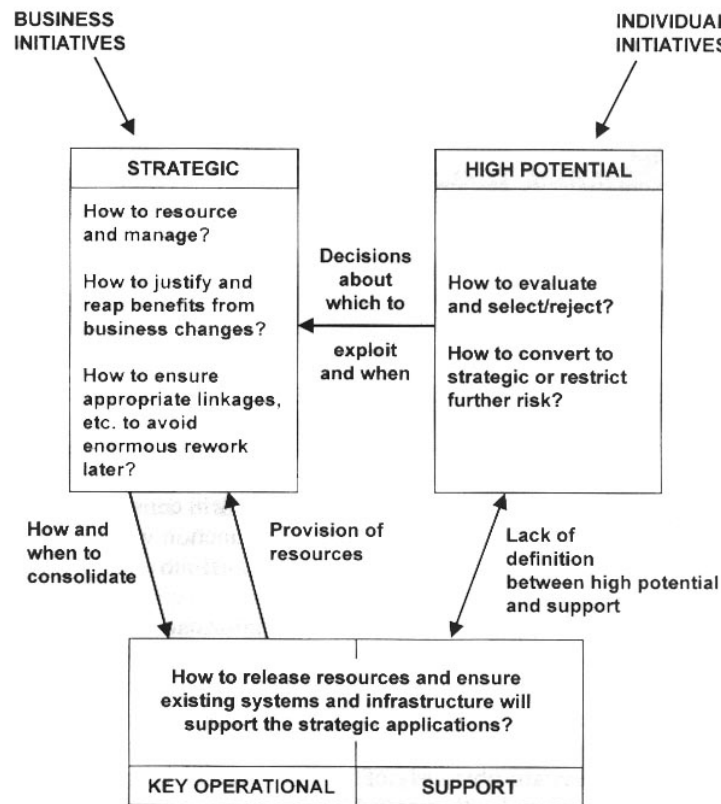 BUSINESS
INITIATIVES
INDIVIDUAL
INITIATIVES
STRATEGIC
How to resource
and manage?
How to justify and
reap benefits from
business changes?
How to ensure
appropriate linkages,
etc. to avoid
enormous rework
later?
Decisions
about
which to
exploit
and when
HIGH POTENTIAL
How to evaluate
and select/reject?
How to convert to
strategic or restrict
further risk?
How and
when to
consolidate
Provision of
resources
Lack of
definition
between high potential
and support
How to release resources and ensure
existing systems and infrastructure will
support the strategic applications?
KEY OPERATIONAL
SUPPORT